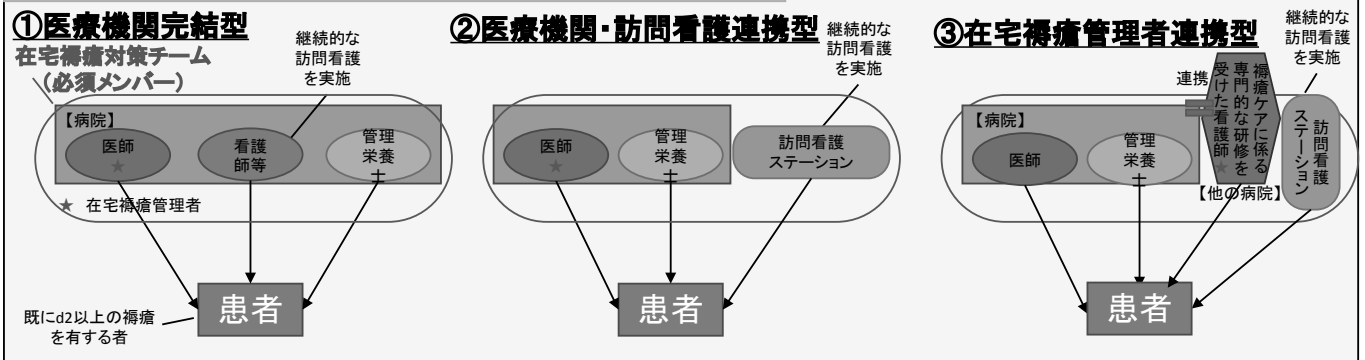 ①医療機関完結型
在宅褥瘡対策チーム
(必須メンバー)
継続的な
訪問看護
を実施
【病院】
医師
★
看護
師等
管理
栄養
士
★ 在宅褥瘡管理者
患者
既にd2以上の褥瘡
を有する者
②医療機関・訪問看護連携型
継続的な
訪問看護
を実施
【病院】
医師
★
管理
栄養
士
訪問看護
ステーション
患者
③在宅褥瘡管理者連携型
継続的な
訪問看護
を実施
連携
【病院】
医師
管理
栄養
士
褥瘡ケアに係る
専門的な研修を
受けた看護師★
【他の病院】
訪問看護
ステーション
患者